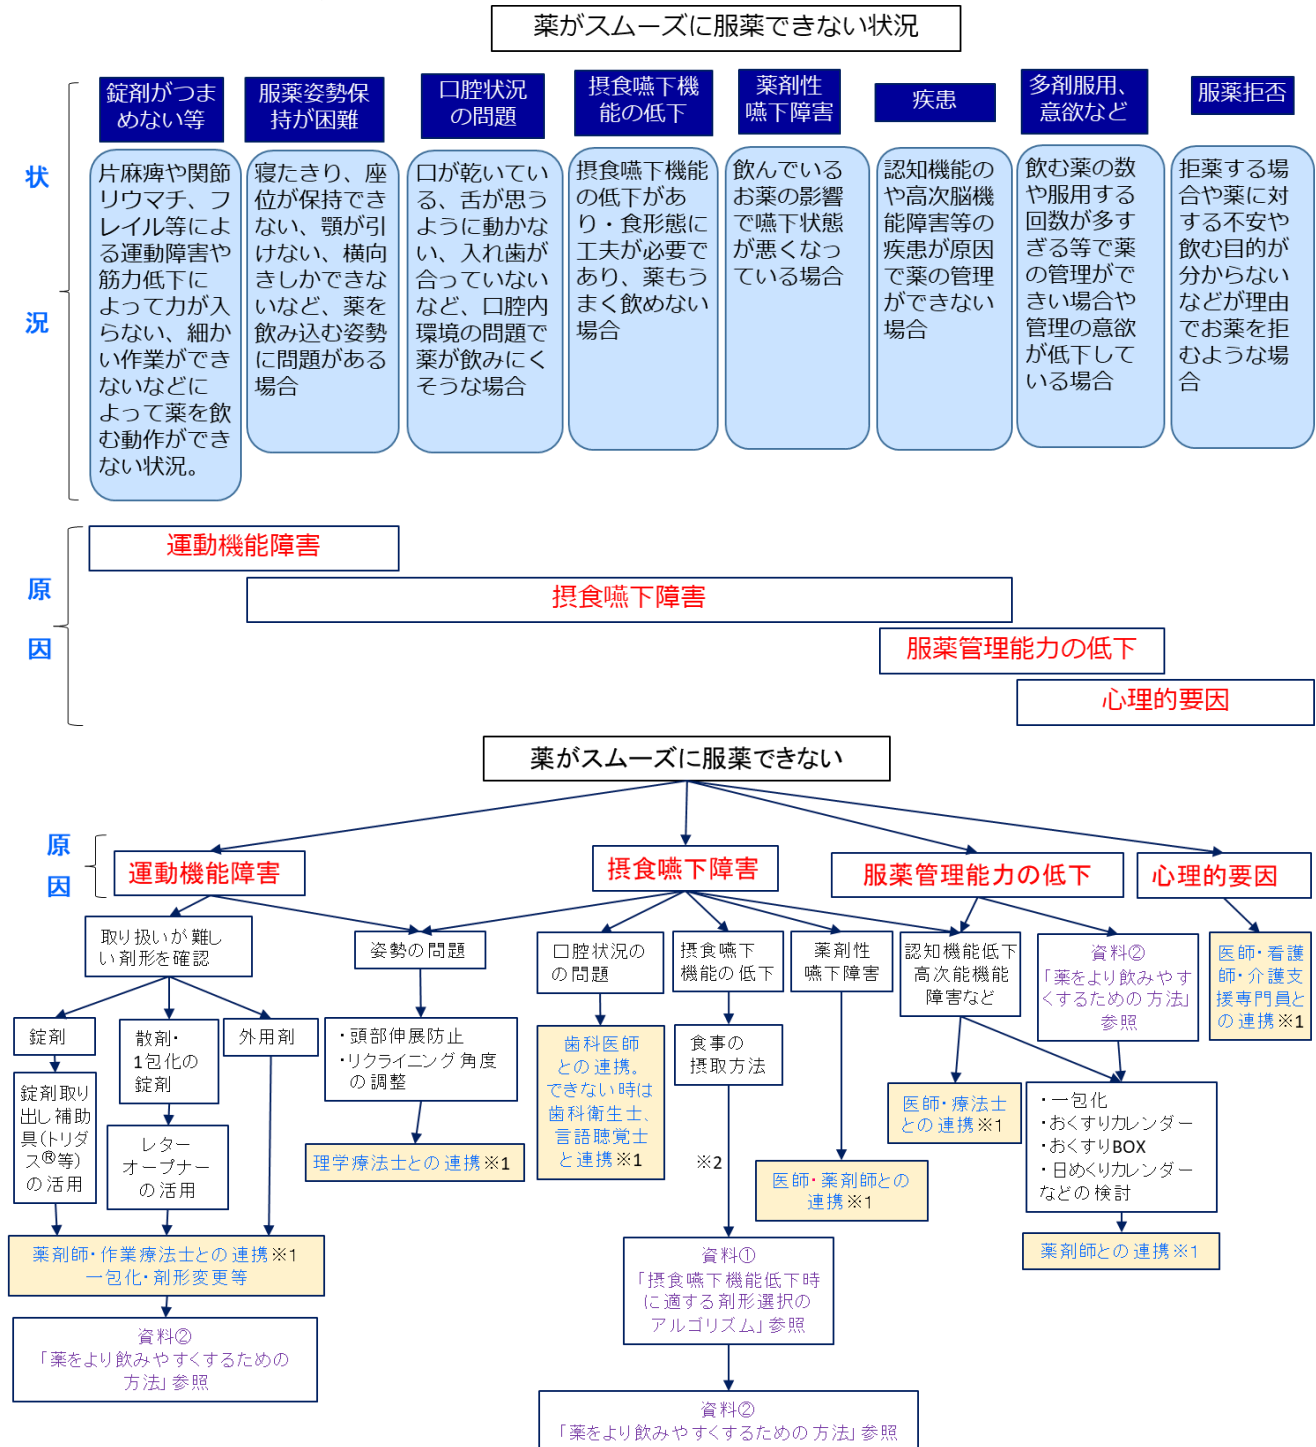 薬がスムーズに服薬できない状況
錠剤がつま
めない等
服薬姿勢保
持が困難
口腔状況
の問題
摂食嚥下機
能の低下
薬剤性
嚥下障害
疾患
多剤服用、
意欲など
服薬拒否
状
況
片麻痺や関節
リウマチ、フ
レイル等によ
る運動障害や
筋力低下に
よって力が入
らない、細か
い作業ができ
ないなどに
よって薬を飲
む動作ができ
ない状況。
寝たきり、座
位が保持でき
ない、顎が引
けない、横向
きしかできな
いなど、薬を
飲み込む姿勢
に問題がある
場合
口が乾いてい
る、舌が思う
ように動かな
い、入れ歯が
合っていない
など、口腔内
環境の問題で
薬が飲みにく
そうな場合
摂食嚥下機能
の低下があ
り・食形態に
工夫が必要で
あり、薬もう
まく飲めない
場合
飲んでいる
お薬の影響
で嚥下状態
が悪くなっ
ている場合
認知機能の
や高次脳機
能障害等の
疾患が原因
で薬の管理
ができない
場合
飲む薬の数
や服用する
回数が多す
ぎる等で薬
の管理がで
きい場合や
管理の意欲
が低下して
いる場合
拒薬する場
合や薬に対
する不安や
飲む目的が
分からない
などが理由
でお薬を拒
むような場
合
原
因
運動機能障害
摂食嚥下障害
服薬管理能力の低下
心理的要因
薬がスムーズに服薬できない
原
因
運動機能障害
摂食嚥下障害
服薬管理能力の低下
心理的要因
取り扱いが難し
い剤形を確認
姿勢の問題
口腔状況の
の問題
摂食嚥下
機能の低下
薬剤性
嚥下障害
認知機能低下
高次能機能
障害など
資料②
「薬をより飲みやす
くするための方法」
参照
医師・看護
師・介護支
援専門員と
の連携※1
錠剤
散剤・
1包化の
錠剤
外用剤
・頭部伸展防止
・リクライニング角度
の調整
歯科医師
との連携。
できない時は
歯科衛生士、
言語聴覚士
と連携※1
食事の
摂取方法
錠剤取り
出し補助
具(トリダ
ス®等)
の活用
レター
オープナー
の活用
理学療法士との連携※1
※2
医師・薬剤師との
連携※1
医師・療法士
との連携※1
・一包化
・おくすりカレンダー
・おくすりBOX
・日めくりカレンダー
などの検討
薬剤師・作業療法士との連携※1
一包化・剤形変更等
薬剤師との連携※1
資料①
「摂食嚥下機能低下時
に適する剤形選択の
アルゴリズム」参照
資料②
「薬をより飲みやすくするための
方法」参照
資料②
「薬をより飲みやすくするための方法」参照